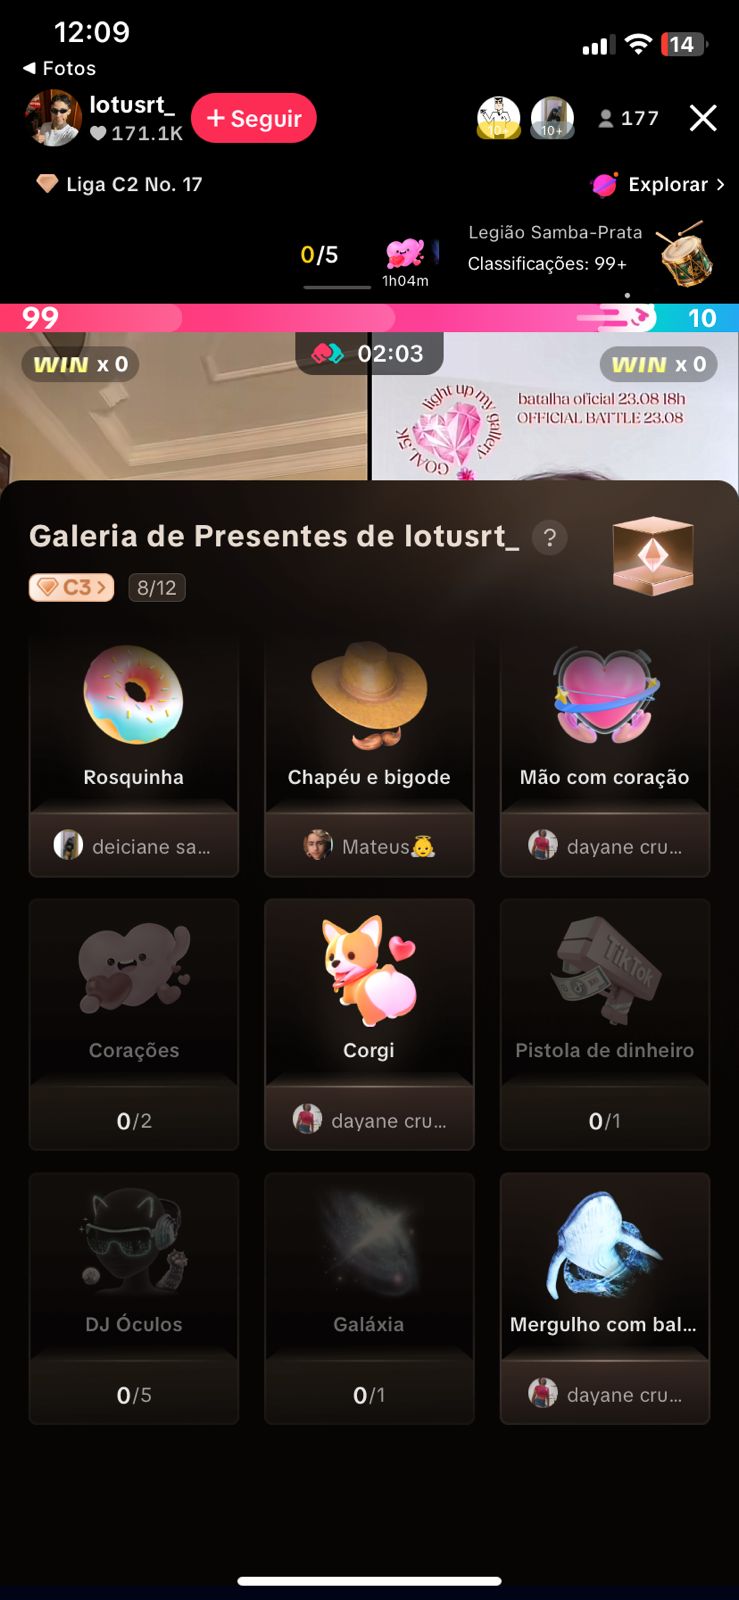 12:09
14
◀ Fotos
lotusrt_
171.1K
+ Seguir
10+
10+
177
Liga C2 No. 17
Explorar >
0/5
1h04m
Legião Samba-Prata
Classificações: 99+
99
10
WIN x 0
02:03
WIN x 0
light up my gallery
GOAL 5K
batalha oficial 23.08 18h
OFFICIAL BATTLE 23.08
Galeria de Presentes de lotusrt_ ?
C3 >
8/12
Rosquinha
Chapéu e bigode
Mão com coração
deiciane sa...
Mateus👼
dayane cru...
Corações
Corgi
TikTok
Pistola de dinheiro
0/2
dayane cru...
0/1
DJ Óculos
Galáxia
Mergulho com bal...
0/5
0/1
dayane cru...